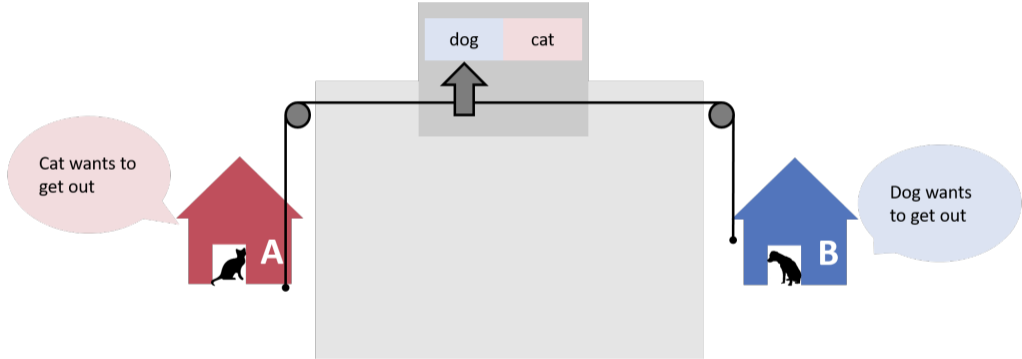 dog cat
Cat wants to
get out
A
B
Dog wants
to get out